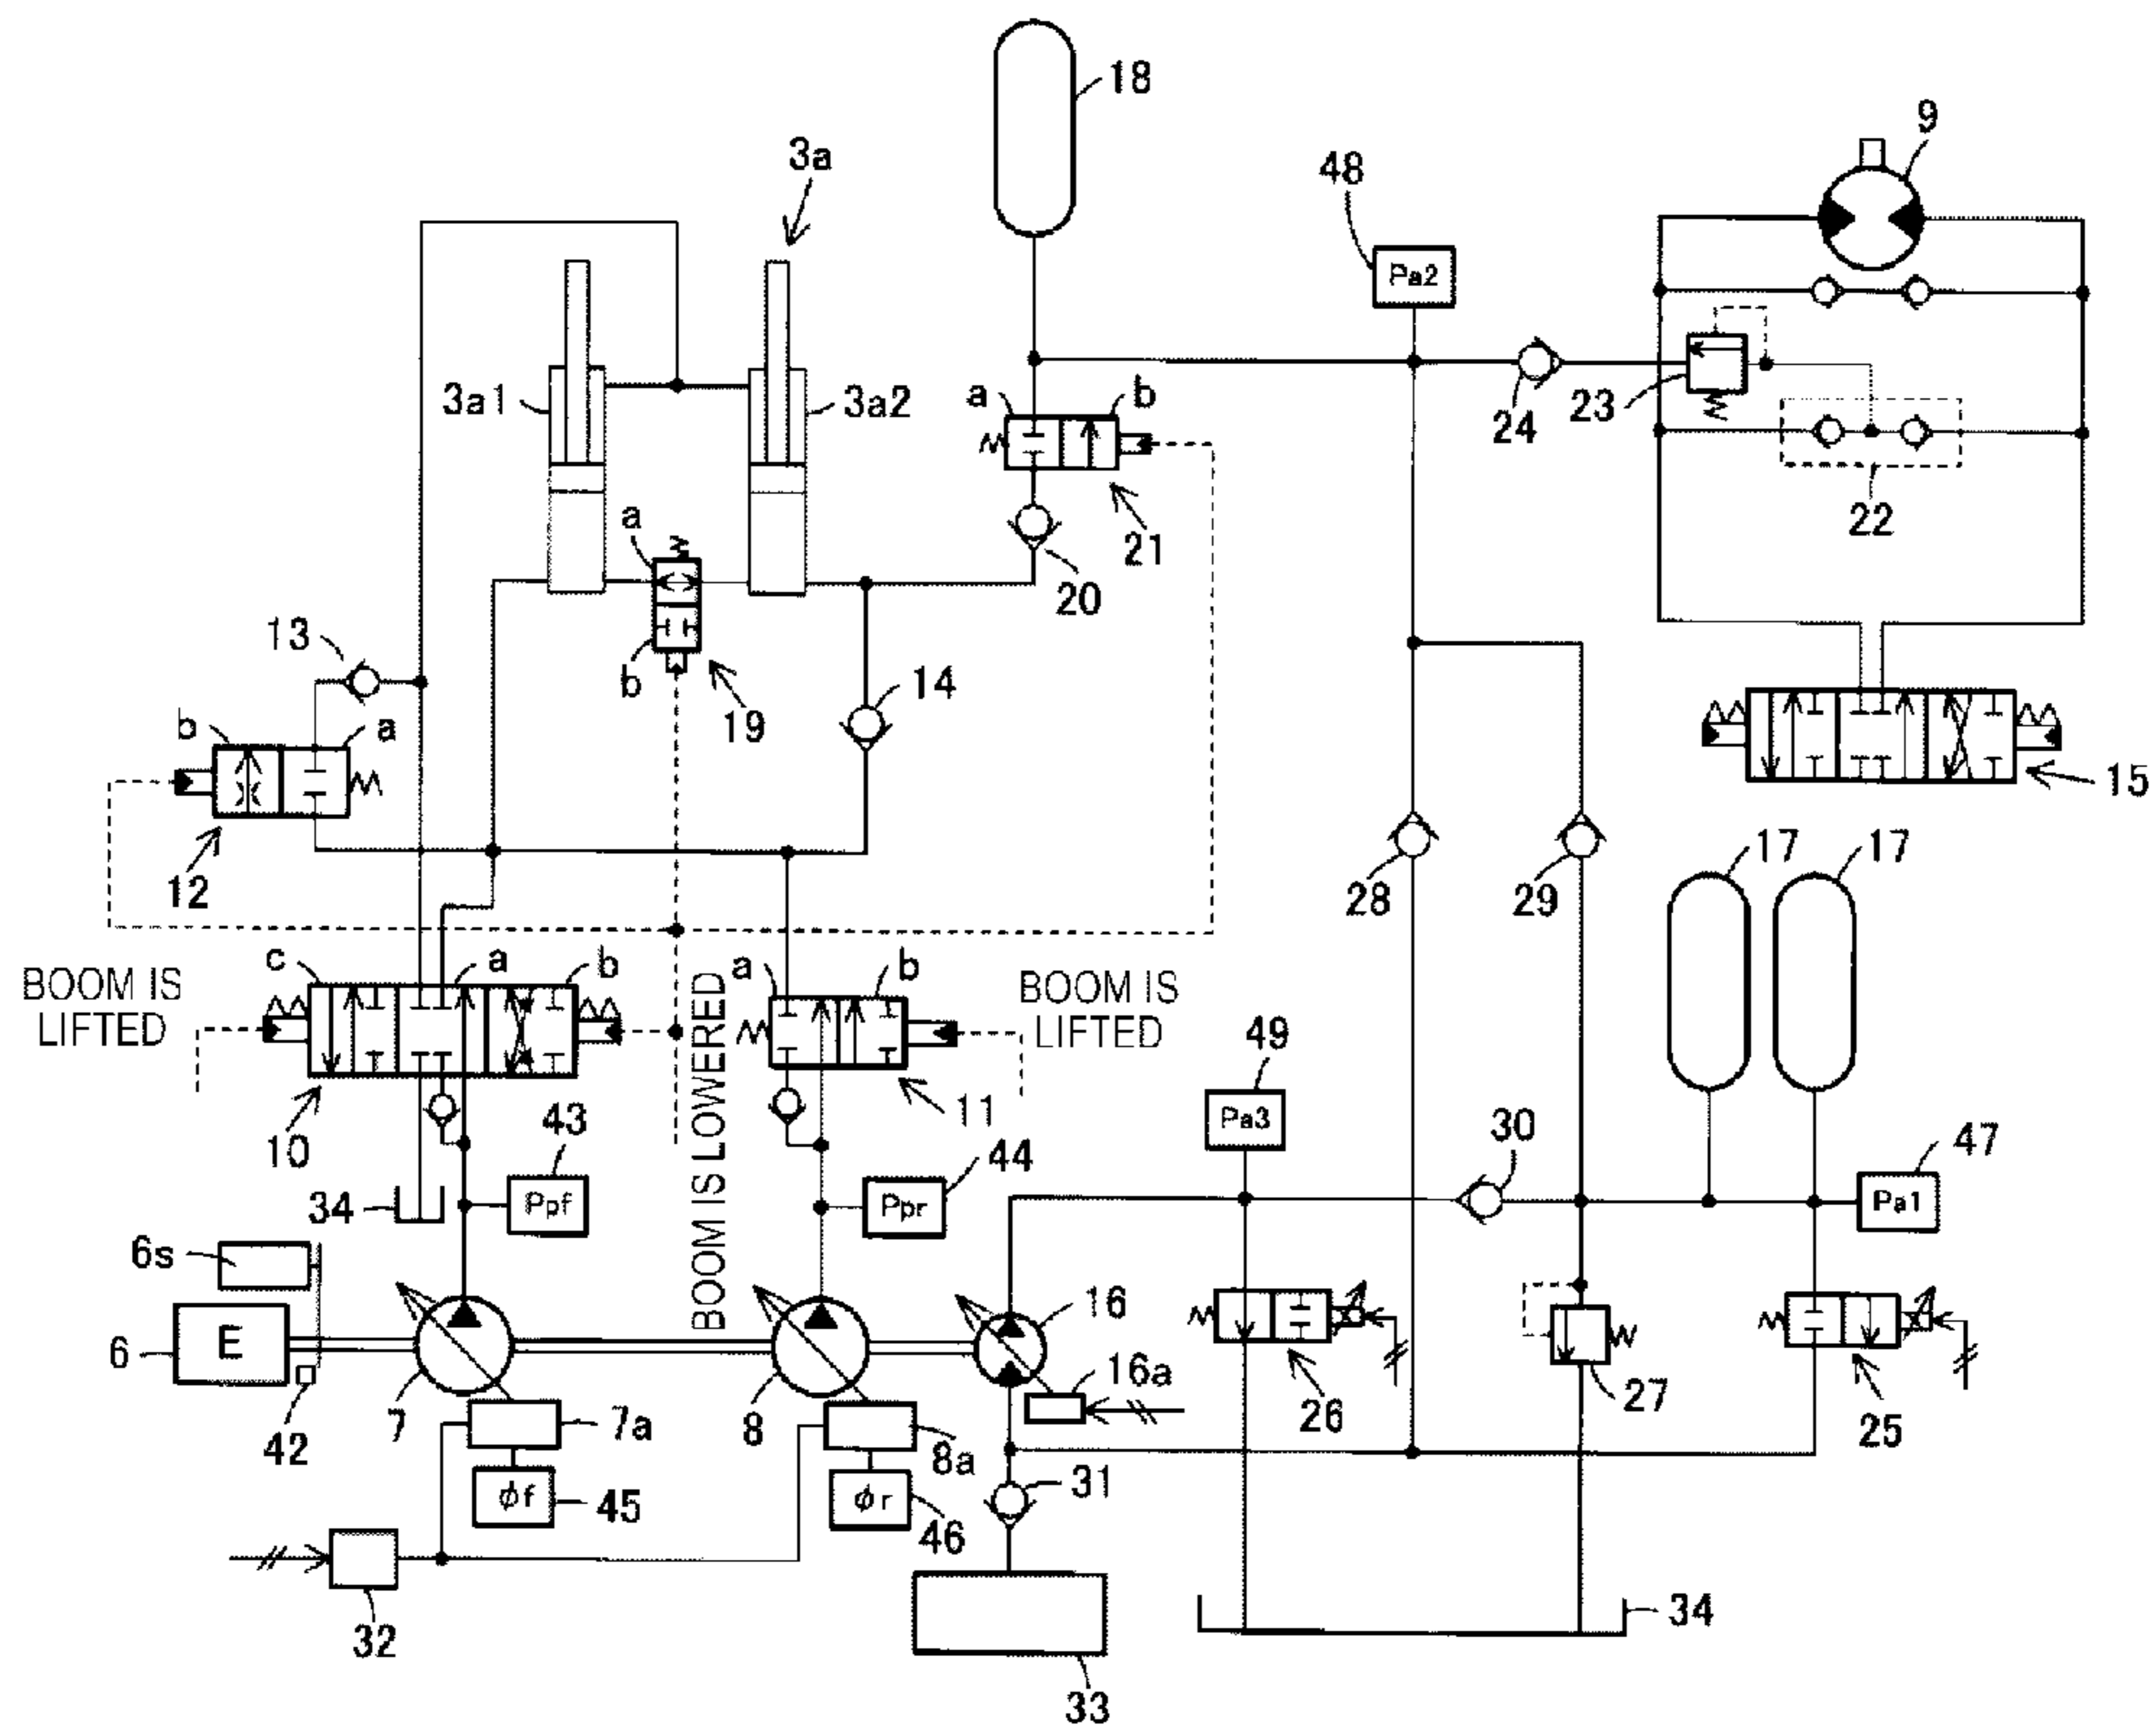 18
9
3a
48
Pa2
3a1
3a2
a
b
24
23
22
a
21
20
13
b
14
19
b
a
15
12
28
29
17
17
c
a
b
BOOM IS
LIFTED
BOOM IS LOWERED
a
b
BOOM IS
LIFTED
10
11
49
Pa3
43
Ppf
44
Ppr
30
47
Pa1
34
6s
6
E
42
7
7a
8
8a
16
16a
26
27
25
φf
45
φr
46
31
32
33
34